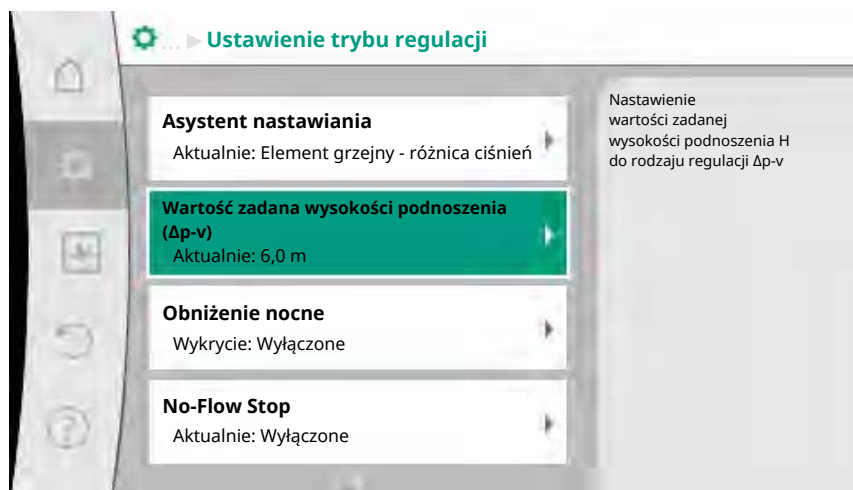 ... Ustawienie trybu regulacji
Asystent nastawiania
Aktualnie: Element grzejny - różnica ciśnień
Wartość zadana wysokości podnoszenia
(Δp-v)
Aktualnie: 6,0 m
Obniżenie nocne
Wykrycie: Wyłączone
No-Flow Stop
Aktualnie: Wyłączone
Nastawienie
wartości zadanej
wysokości podnoszenia H
do rodzaju regulacji Δp-v